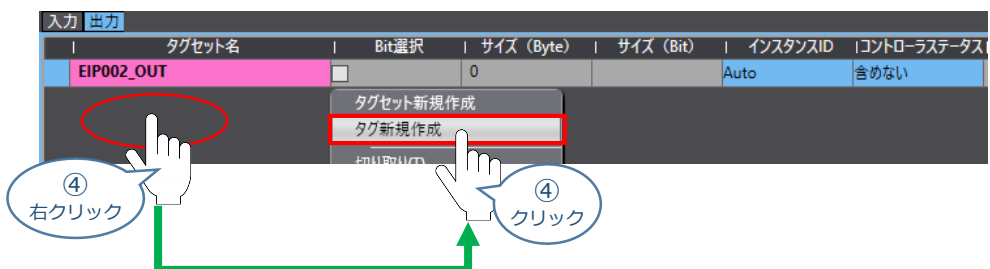 入力 出力
タグセット名 Bit選択 サイズ（Byte） サイズ（Bit） インスタンスID コントローラステータス
EIP002_OUT 0 Auto 含めない
タグセット新規作成
タグ新規作成
④
右クリック
④
クリック